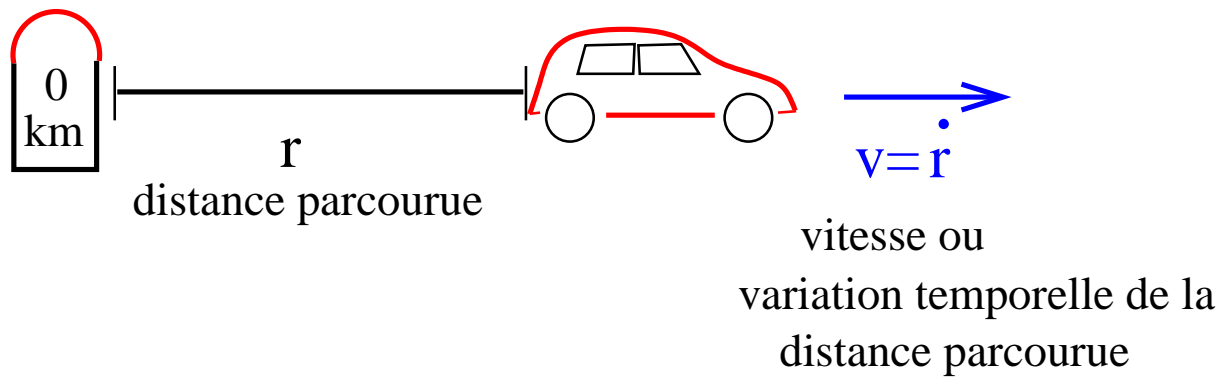 0
km
r
distance parcourue
v=ṙ
vitesse ou
variation temporelle de la
distance parcourue